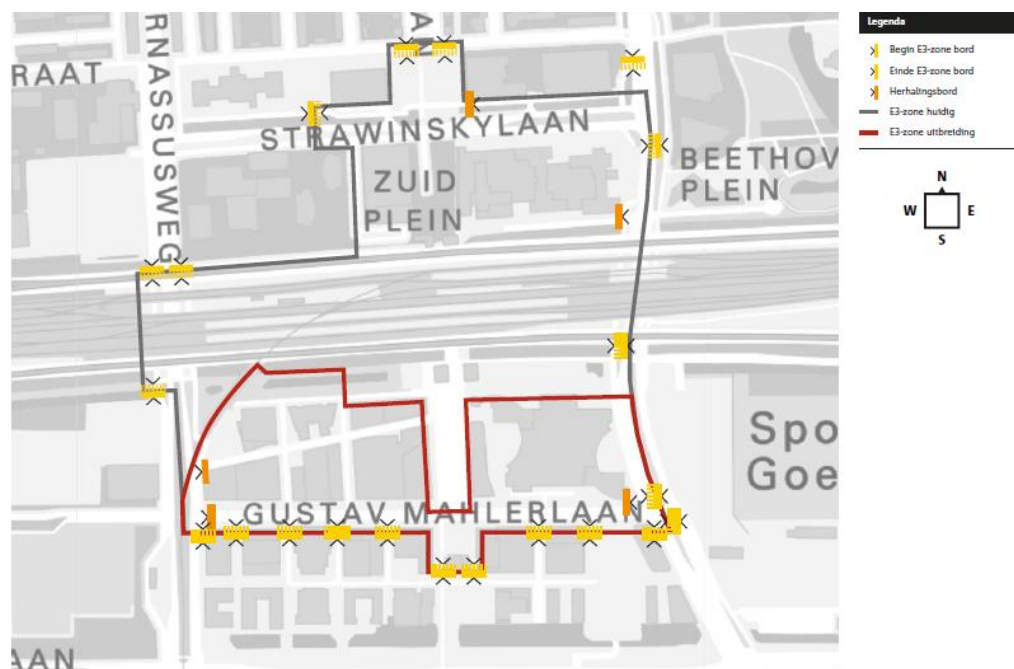 AN
RNASSUSWEG
RAAT
STRAWINSKYLAAN
ZUID
PLEIN
BEETHOV
PLEIN
Spo
Goe
GUSTAV MAHLERLAAN
AAN
Legenda
Begin E3-zone bord
Einde E3-zone bord
Herhalingsbord
E3-zone huidig
E3-zone uitbreiding
N
W E
S